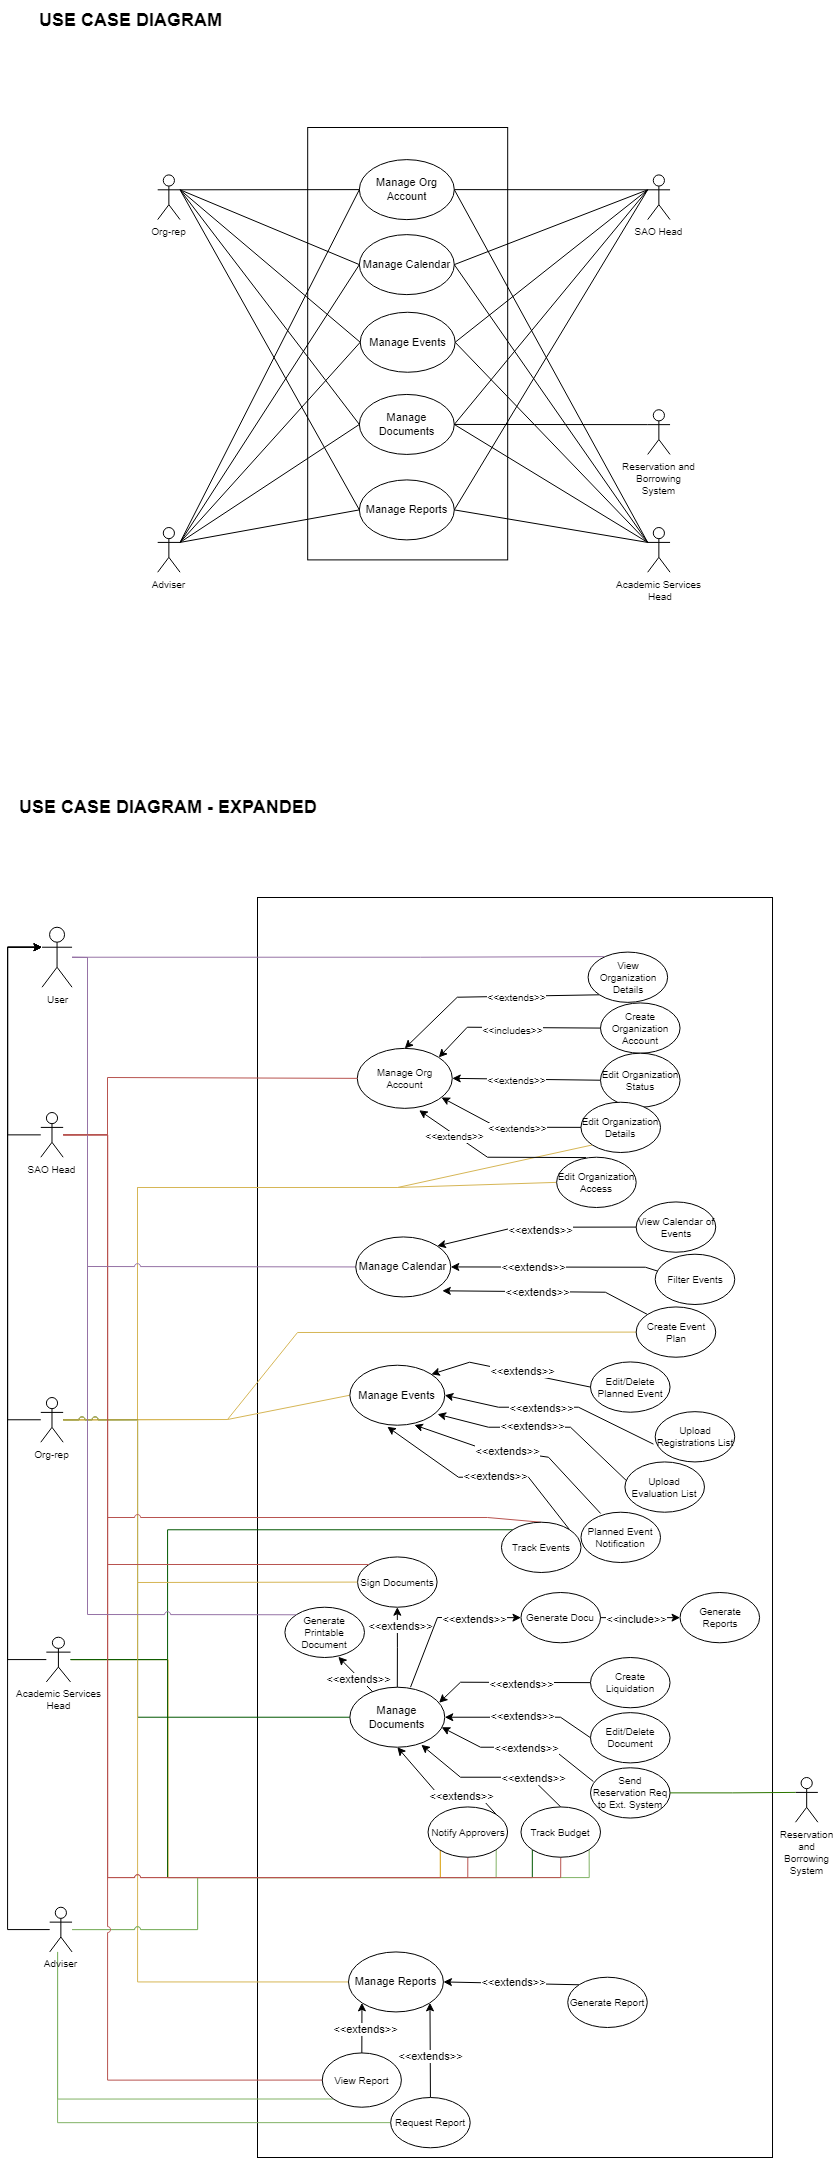 USE CASE DIAGRAM
Manage Org
Account
Org-rep
SAO Head
Manage Calendar
Manage Events
Manage
Documents
Reservation and
Borrowing
System
Manage Reports
Adviser
Academic Services
Head
USE CASE DIAGRAM - EXPANDED
User
View
Organization
Details
<<extends>>
Create
Organization
Account
<<includes>>
Manage Org
Account
Edit Organization
Status
<<extends>>
Edit Organization
Details
<<extends>>
<<extends>>
SAO Head
Edit Organization
Access
View Calendar of
Events
<<extends>>
Manage Calendar
<<extends>>
Filter Events
<<extends>>
Create Event
Plan
<<extends>>
Edit/Delete
Planned Event
Manage Events
<<extends>>
Upload
Registrations List
<<extends>>
Org-rep
<<extends>>
<<extends>>
Upload
Evaluation List
Planned Event
Notification
Track Events
Sign Documents
Generate
Printable
Document
<<extends>>
<<extends>>
Generate Docu
<<include>>
Generate
Reports
<<extends>>
Academic Services
Head
Create
Liquidation
<<extends>>
Manage
Documents
<<extends>>
Edit/Delete
Document
<<extends>>
<<extends>>
Send
Reservation Req
to Ext. System
<<extends>>
Notify Approvers
Track Budget
Reservation
and
Borrowing
System
Adviser
Manage Reports
<<extends>>
Generate Report
<<extends>>
<<extends>>
View Report
Request Report